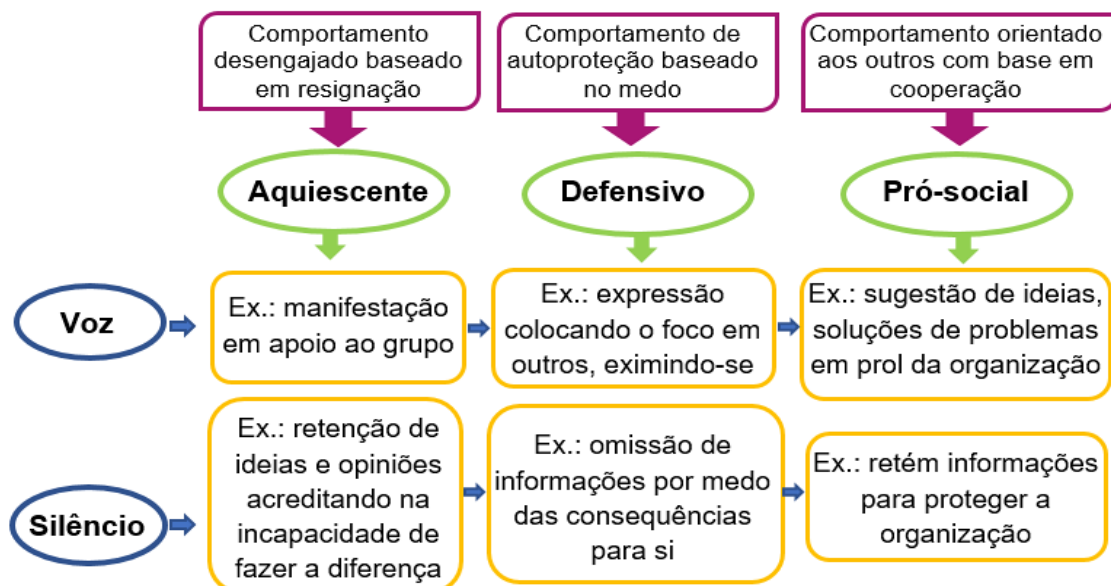 Comportamento
desengajado baseado
em resignação
Comportamento de
autoproteção baseado
no medo
Comportamento orientado
aos outros com base em
cooperação
Aquiescente
Defensivo
Pró-social
Voz
Ex.: manifestação
em apoio ao grupo
Ex.: expressão
colocando o foco em
outros, eximindo-se
Ex.: sugestão de ideias,
soluções de problemas
em prol da organização
Silêncio
Ex.: retenção de
ideias e opiniões
acreditando na
incapacidade de
fazer a diferença
Ex.: omissão de
informações por medo
das consequências
para si
Ex.: retém informações
para proteger a
organização